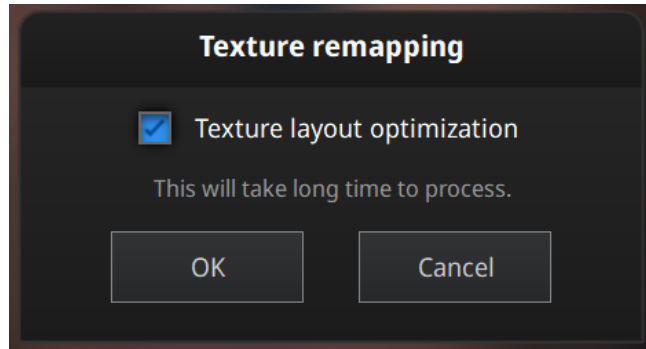 Texture remapping
Texture layout optimization
This will take long time to process.
OK
Cancel